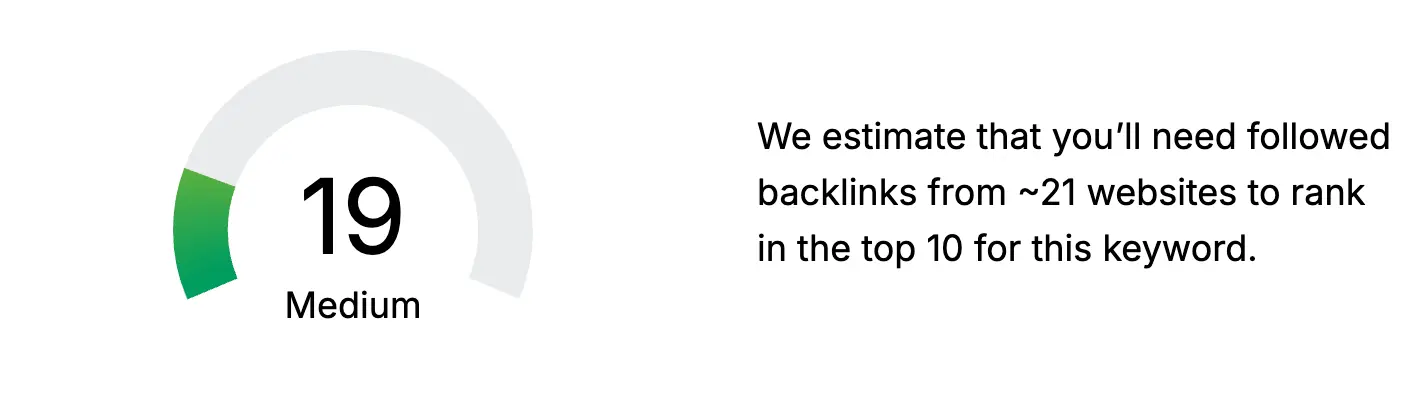 19
Medium
We estimate that you’ll need followed
backlinks from ~21 websites to rank
in the top 10 for this keyword.